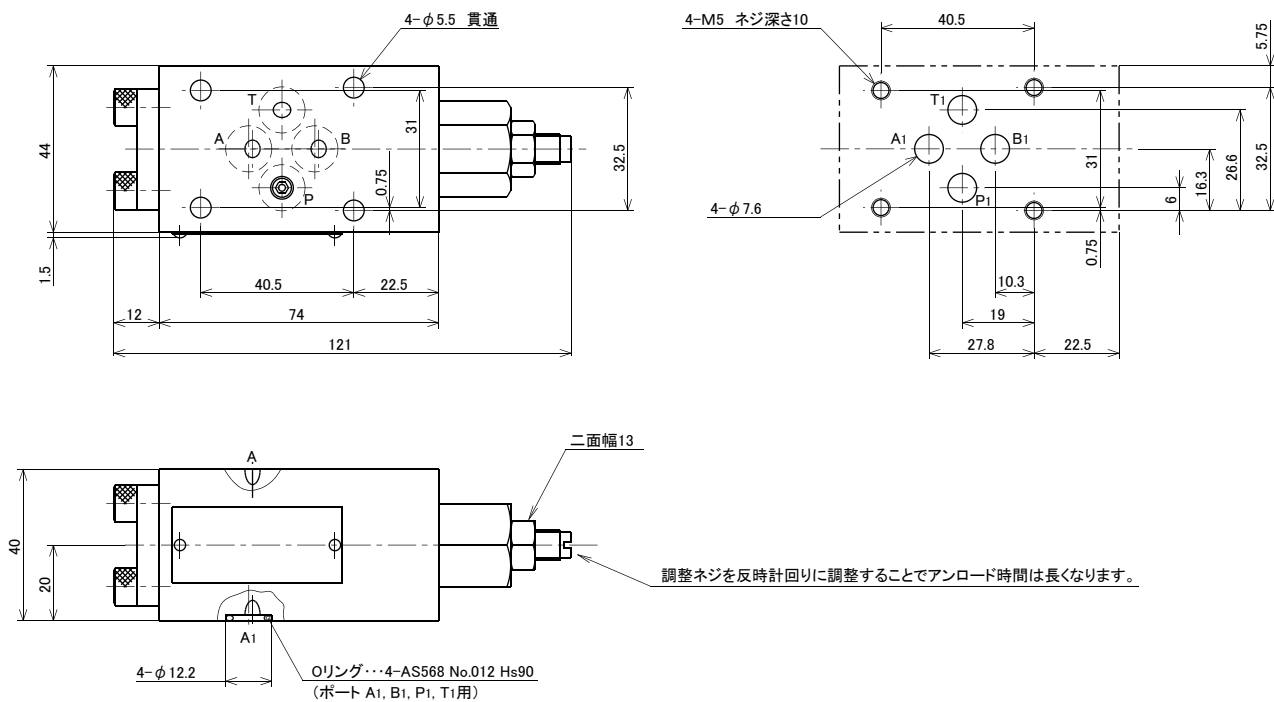 4-φ5.5 貫通
T
A
B
P
44
31
32.5
0.75
1.5
40.5
22.5
12
74
121
4-M5 ネジ深さ10
40.5
5.75
T1
A1
B1
P1
4-φ7.6
31
16.3
26.6
32.5
6
0.75
10.3
19
27.8
22.5
二面幅13
A
40
20
調整ネジを反時計回りに調整することでアンロード時間は長くなります。
A1
4-φ12.2
Oリング・・・4-AS568 No.012 Hs90
(ポート A1, B1, P1, T1用)